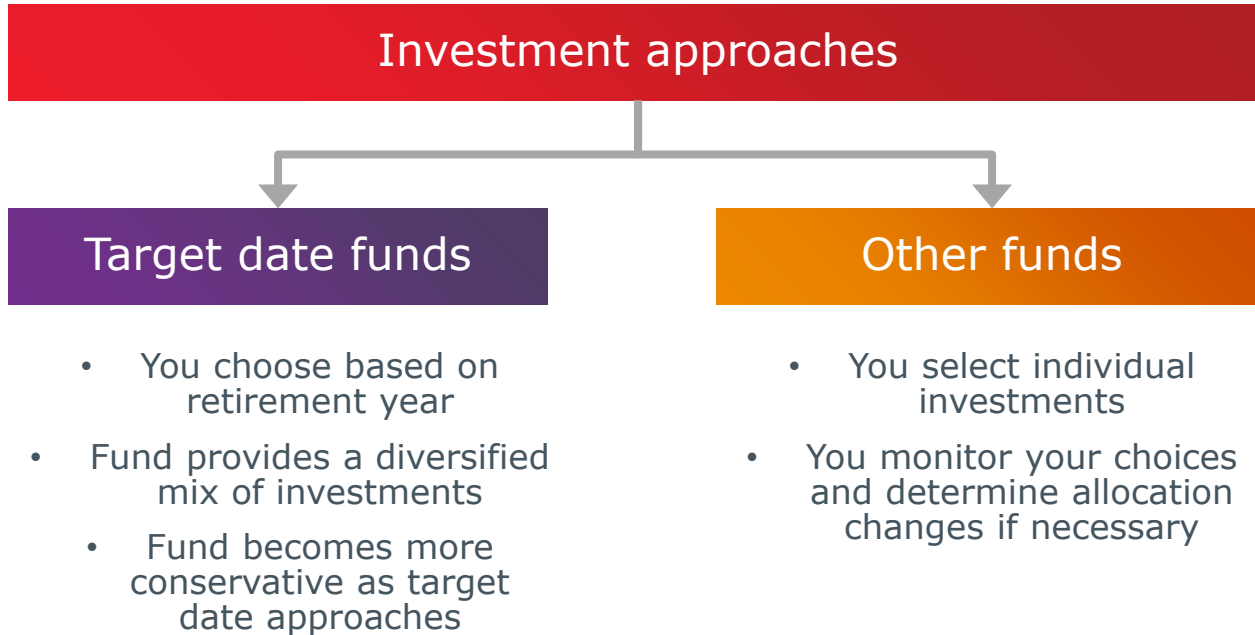 Investment approaches
Target date funds
• You choose based on
retirement year
• Fund provides a diversified
mix of investments
• Fund becomes more
conservative as target
date approaches
Other funds
• You select individual
investments
• You monitor your choices
and determine allocation
changes if necessary